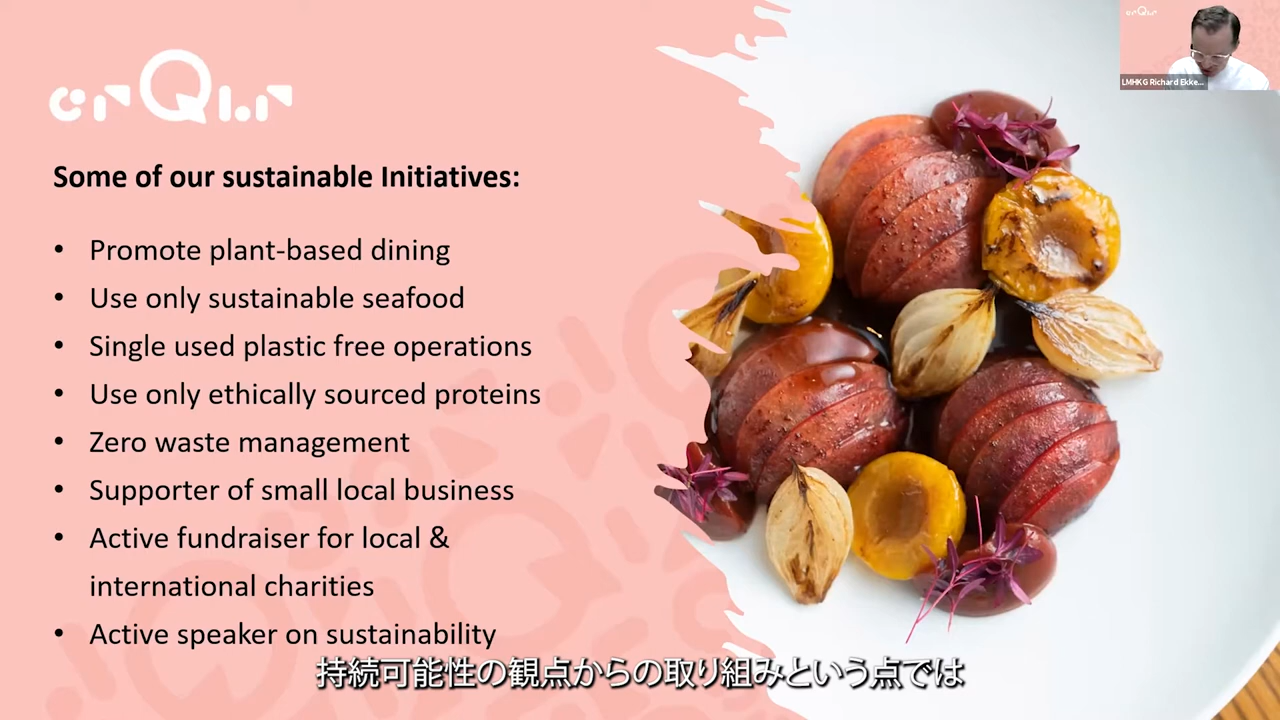 Some of our sustainable Initiatives:
• Promote plant-based dining
• Use only sustainable seafood
• Single used plastic free operations
• Use only ethically sourced proteins
• Zero waste management
• Supporter of small local business
• Active fundraiser for local &
international charities
• Active speaker on sustainability
持続可能性の観点からの取り組みという点では
LMHKG Richard Ekke...